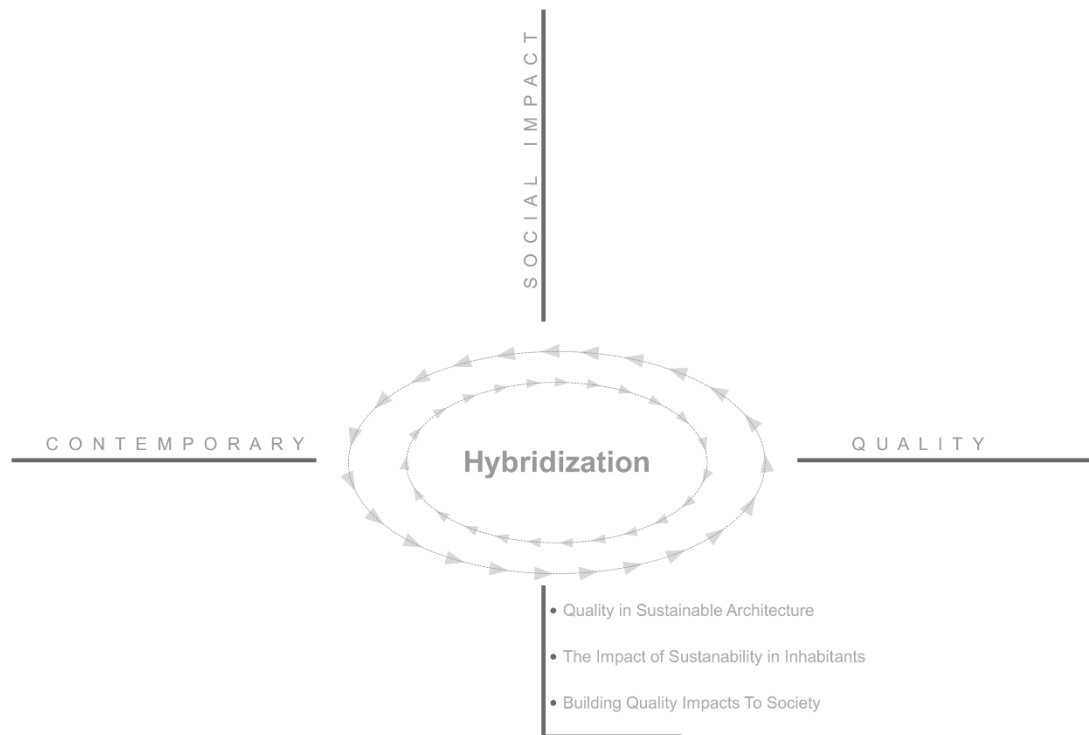 SOCIAL IMPACT
CONTEMPORARY
Hybridization
QUALITY
• Quality in Sustainable Architecture
• The Impact of Sustanability in Inhabitants
• Building Quality Impacts To Society